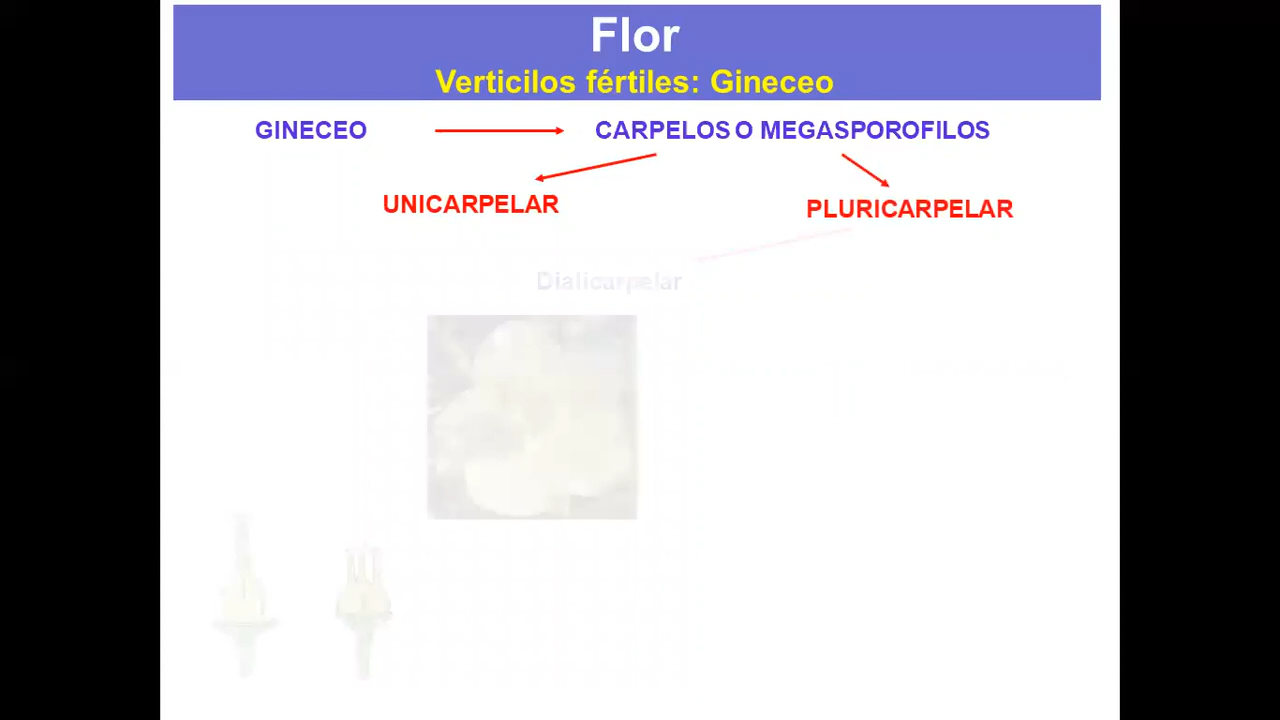 Flor
Verticilos fértiles: Gineceo
GINECEO CARPELOS O MEGASPOROFILOS
UNICARPELAR PLURICARPELAR
Dialicarpelar